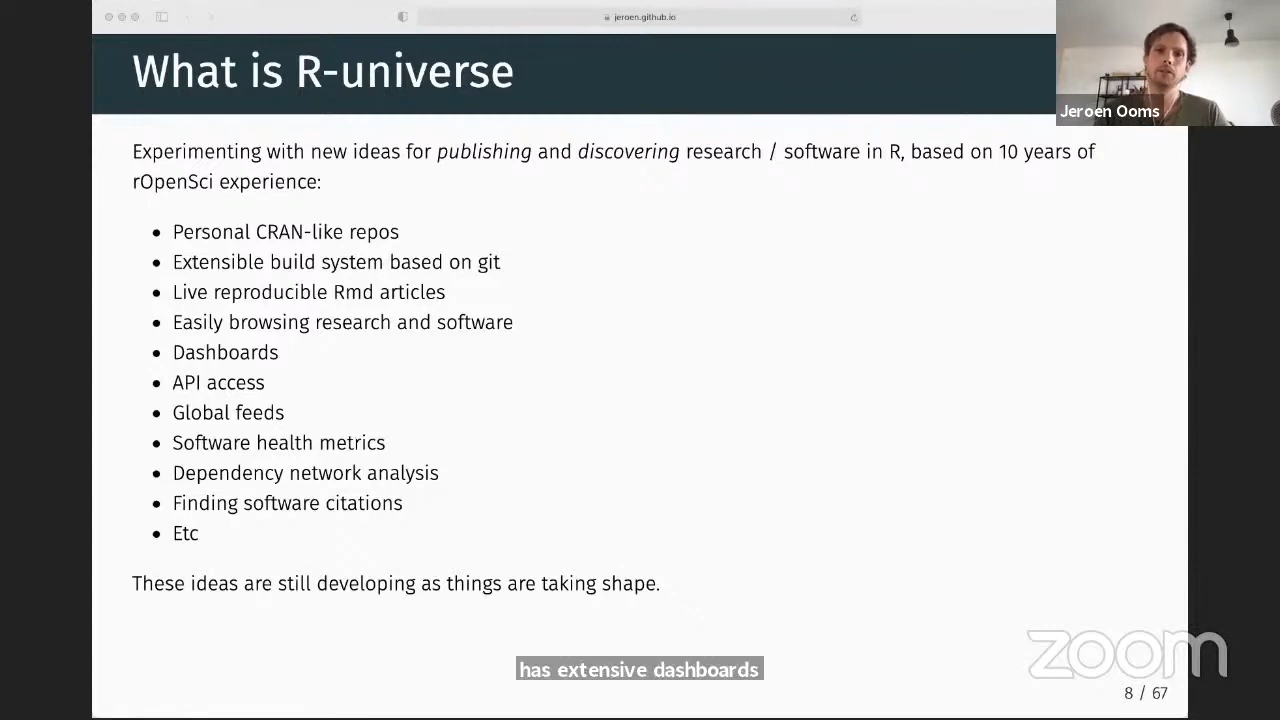 jeroen.github.io
What is R-universe
Jeroen Ooms
Experimenting with new ideas for publishing and discovering research / software in R, based on 10 years of
rOpenSci experience:
• Personal CRAN-like repos
• Extensible build system based on git
• Live reproducible Rmd articles
• Easily browsing research and software
• Dashboards
• API access
• Global feeds
• Software health metrics
• Dependency network analysis
• Finding software citations
• Etc
These ideas are still developing as things are taking shape.
has extensive dashboards
zoom
8 / 67